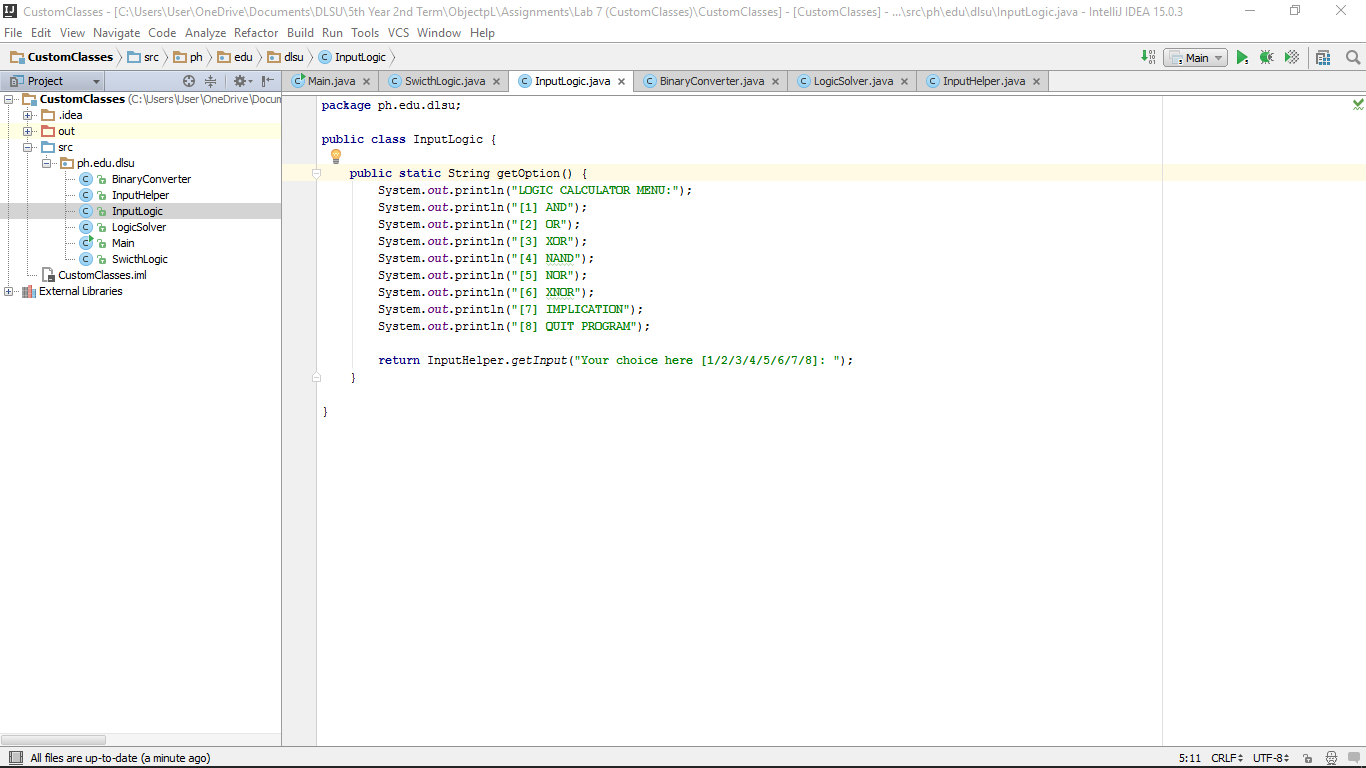 CustomClasses - [C:\Users\User\OneDrive\Documents\DLSU\5th Year 2nd Term\ObjectpL\Assignments\Lab 7 (CustomClasses)\CustomClasses] - [CustomClasses] - ...\src\ph\edu\dlsu\InputLogic.java - IntelliJ IDEA 15.0.3
File Edit View Navigate Code Analyze Refactor Build Run Tools VCS Window Help
CustomClasses src ph edu dlsu InputLogic Main
Project
Main.java SwicthLogic.java InputLogic.java BinaryConverter.java LogicSolver.java InputHelper.java
CustomClasses (C:\Users\User\OneDrive\Docum
.idea
out
src
ph.edu.dlsu
BinaryConverter
InputHelper
InputLogic
LogicSolver
Main
SwicthLogic
CustomClasses.iml
External Libraries
package ph.edu.dlsu;
public class InputLogic {
public static String getOption() {
System.out.println("LOGIC CALCULATOR MENU:");
System.out.println("[1] AND");
System.out.println("[2] OR");
System.out.println("[3] XOR");
System.out.println("[4] NAND");
System.out.println("[5] NOR");
System.out.println("[6] XNOR");
System.out.println("[7] IMPLICATION");
System.out.println("[8] QUIT PROGRAM");
return InputHelper.getInput("Your choice here [1/2/3/4/5/6/7/8]: ");
}
}
All files are up-to-date (a minute ago) 5:11 CRLF UTF-8